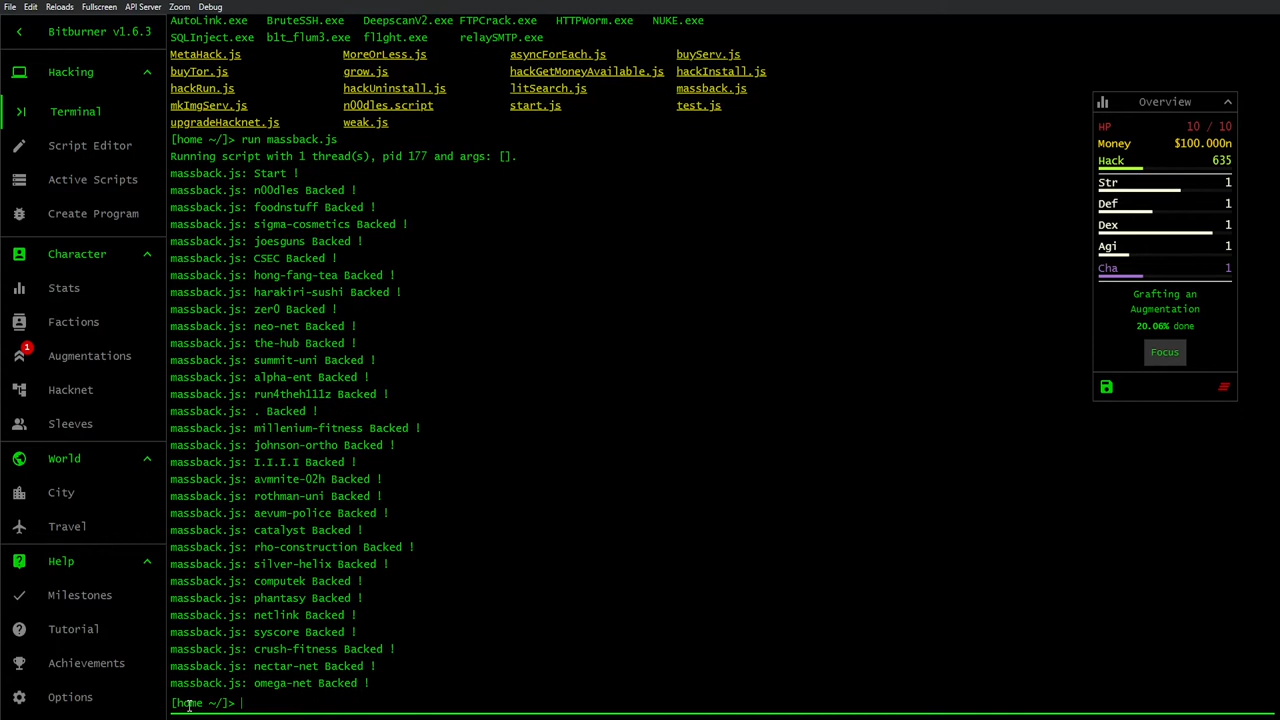 File Edit Reloads Fullscreen API Server Zoom Debug
Bitburner v1.6.3
Hacking
Terminal
Script Editor
Active Scripts
Create Program
Character
Stats
Factions
1
Augmentations
Hacknet
Sleeves
World
City
Travel
Help
Milestones
Tutorial
Achievements
Options
AutoLink.exe BruteSSH.exe DeepscanV2.exe FTPCrack.exe HTTPWorm.exe NUKE.exe
SQLInject.exe b1t_flum3.exe fl1ght.exe relaySMTP.exe
MetaHack.js MoreOrLess.js asyncForEach.js buyServ.js
buyTor.js grow.js hackGetMoneyAvailable.js hackInstall.js
hackRun.js hackUninstall.js litSearch.js massback.js
mkImgServ.js n00dles.script start.js test.js
upgradeHacknet.js weak.js
[home ~/]> run massback.js
Running script with 1 thread(s), pid 177 and args: [].
massback.js: Start !
massback.js: n00dles Backed !
massback.js: foodnstuff Backed !
massback.js: sigma-cosmetics Backed !
massback.js: joesguns Backed !
massback.js: CSEC Backed !
massback.js: hong-fang-tea Backed !
massback.js: harakiri-sushi Backed !
massback.js: zer0 Backed !
massback.js: neo-net Backed !
massback.js: the-hub Backed !
massback.js: summit-uni Backed !
massback.js: alpha-ent Backed !
massback.js: run4theh111z Backed !
massback.js: . Backed !
massback.js: millenium-fitness Backed !
massback.js: johnson-ortho Backed !
massback.js: I.I.I.I Backed !
massback.js: avmnite-02h Backed !
massback.js: rothman-uni Backed !
massback.js: aevum-police Backed !
massback.js: catalyst Backed !
massback.js: rho-construction Backed !
massback.js: silver-helix Backed !
massback.js: computek Backed !
massback.js: phantasy Backed !
massback.js: netlink Backed !
massback.js: syscore Backed !
massback.js: crush-fitness Backed !
massback.js: nectar-net Backed !
massback.js: omega-net Backed !
[home ~/]>
Overview
HP 10 / 10
Money $100.000n
Hack 635
Str 1
Def 1
Dex 1
Agi 1
Cha 1
Grafting an
Augmentation
20.06% done
Focus